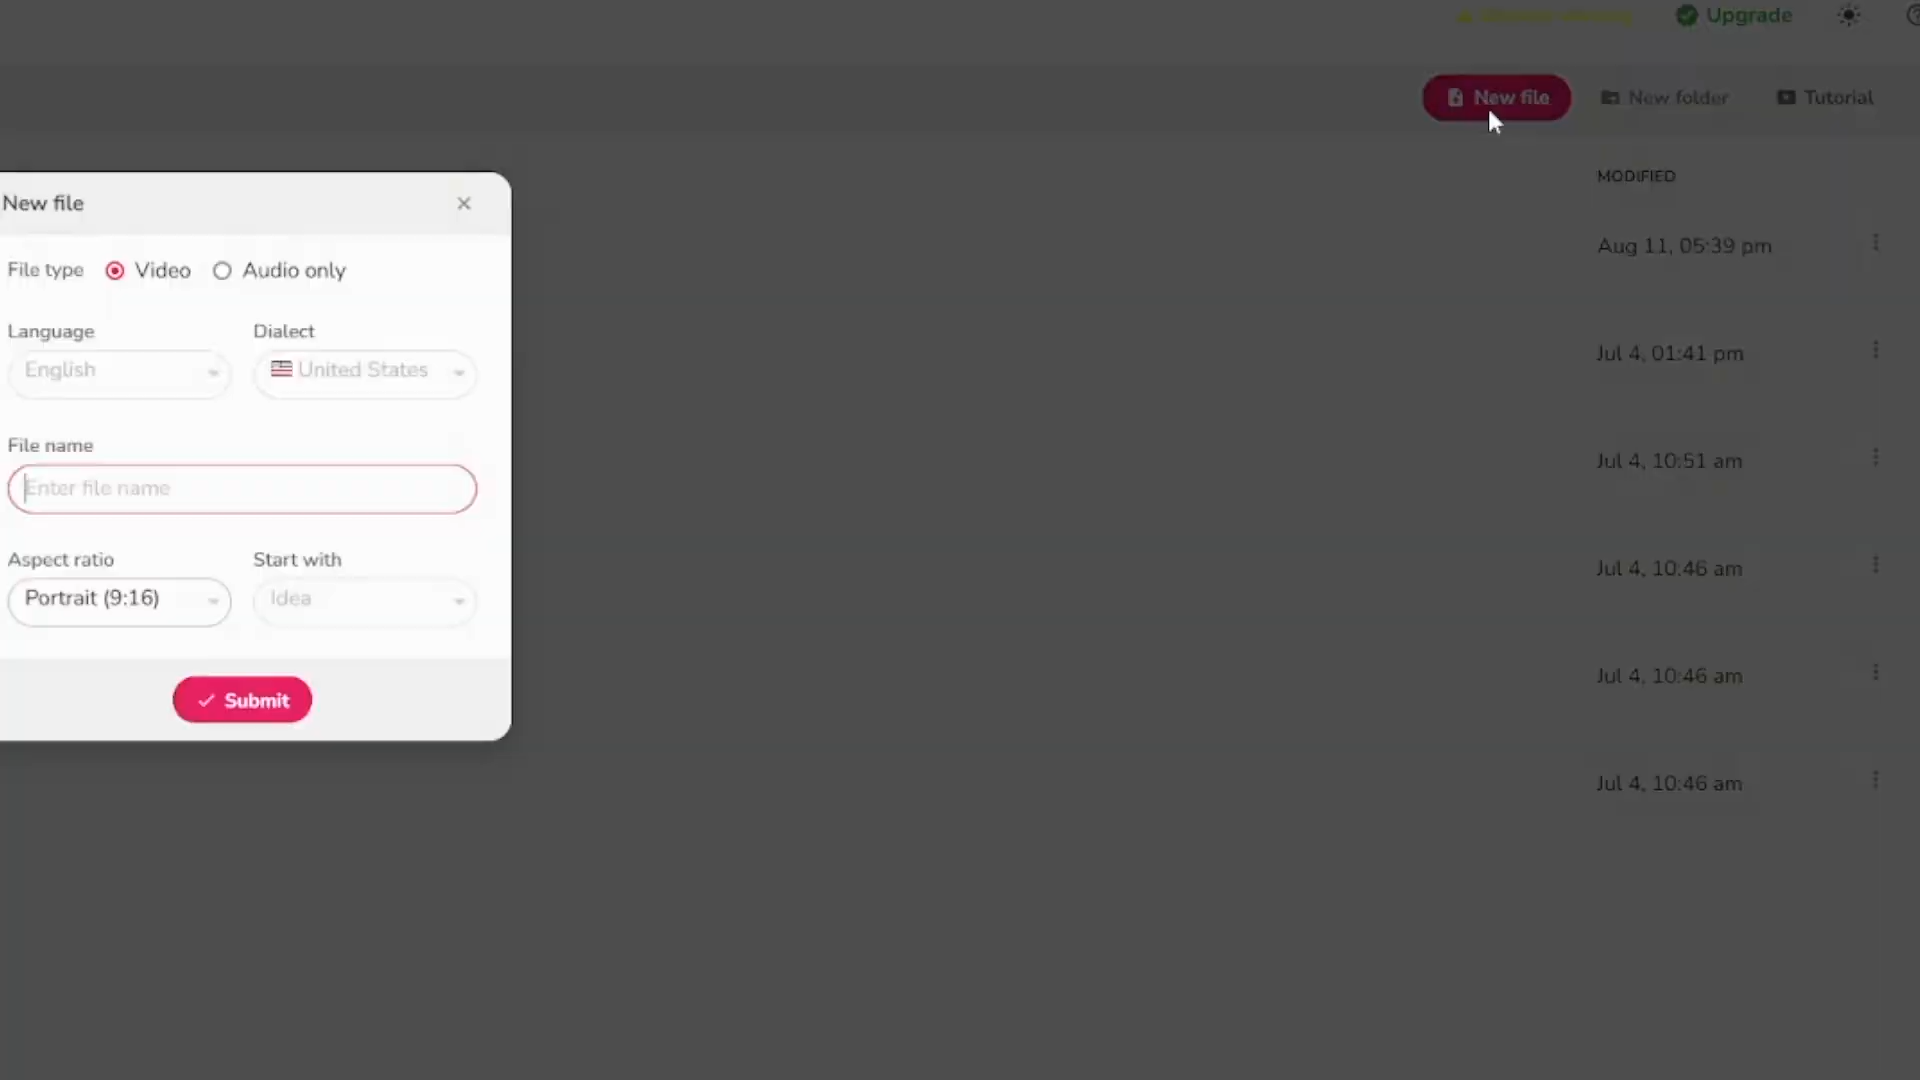 Upgrade
New file
New folder
Tutorial
MODIFIED
New file
×
File type
Video
Audio only
Aug 11, 05:39 pm
Language
Dialect
English
United States
Jul 4, 01:41 pm
File name
Enter file name
Jul 4, 10:51 am
Aspect ratio
Start with
Portrait (9:16)
Idea
Jul 4, 10:46 am
Submit
Jul 4, 10:46 am
Jul 4, 10:46 am